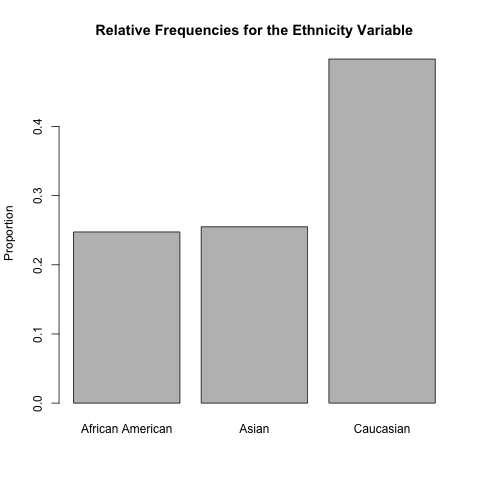 Relative Frequencies for the Ethnicity Variable
Proportion
0.4
0.3
0.2
0.1
0.0
African American
Asian
Caucasian